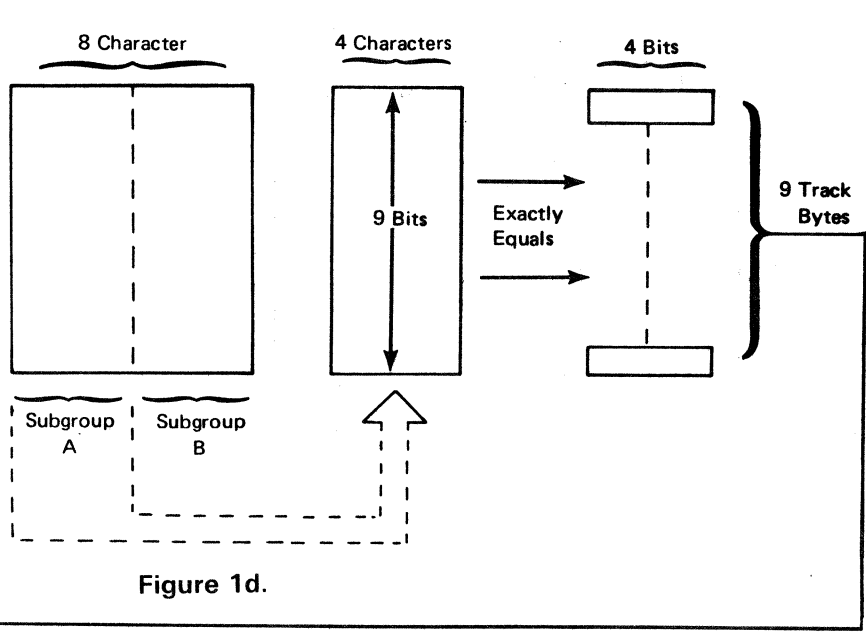 8 Character
4 Characters
4 Bits
9 Bits
Exactly
Equals
9 Track
Bytes
Subgroup
A
Subgroup
B
Figure 1d.